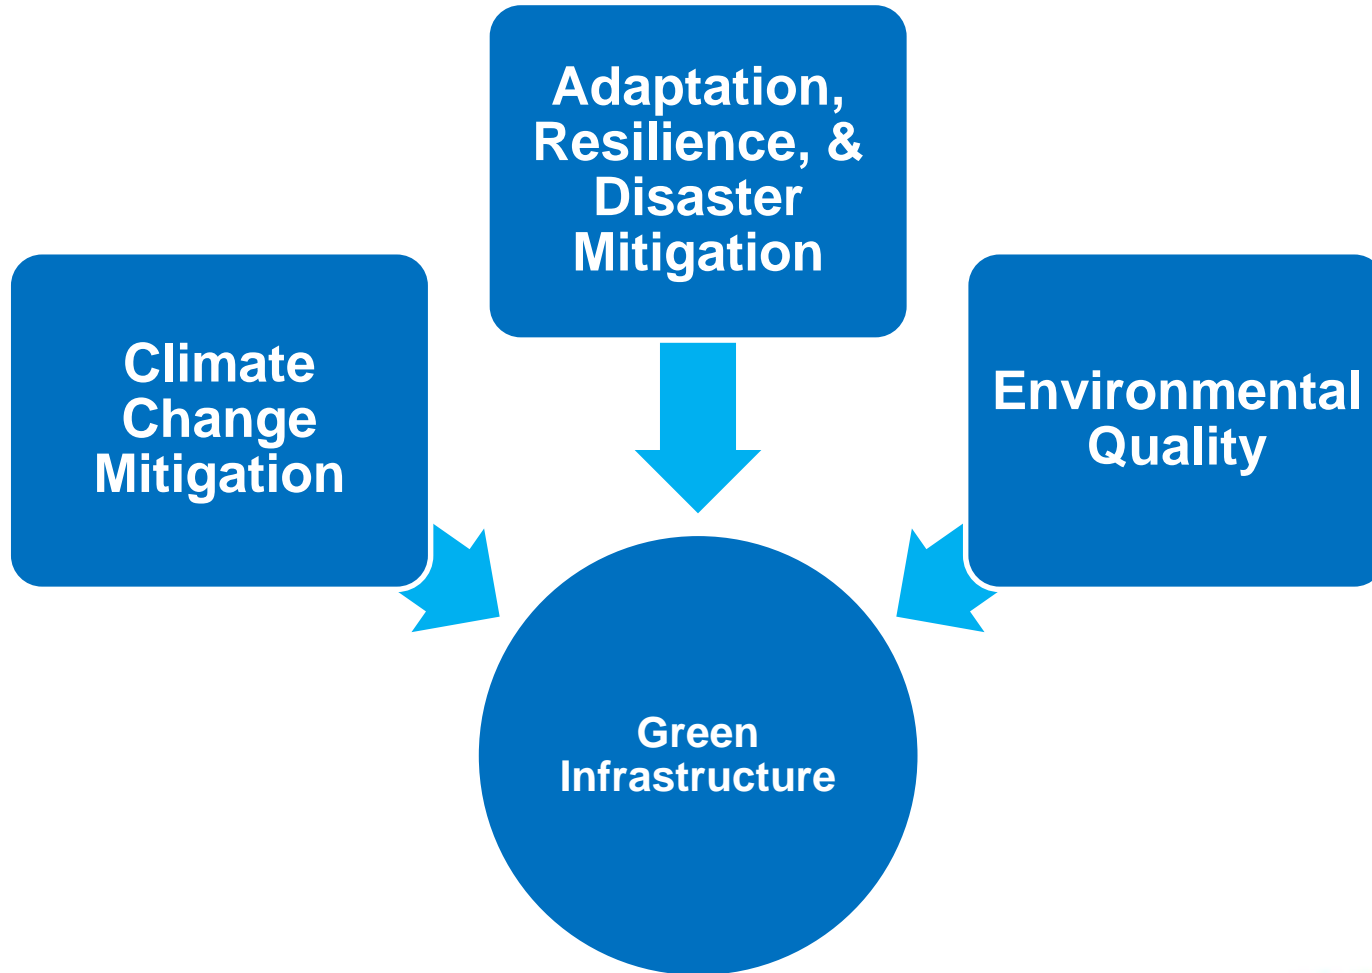 Adaptation,
Resilience, &
Disaster
Mitigation
Climate
Change
Mitigation
Environmental
Quality
Green
Infrastructure